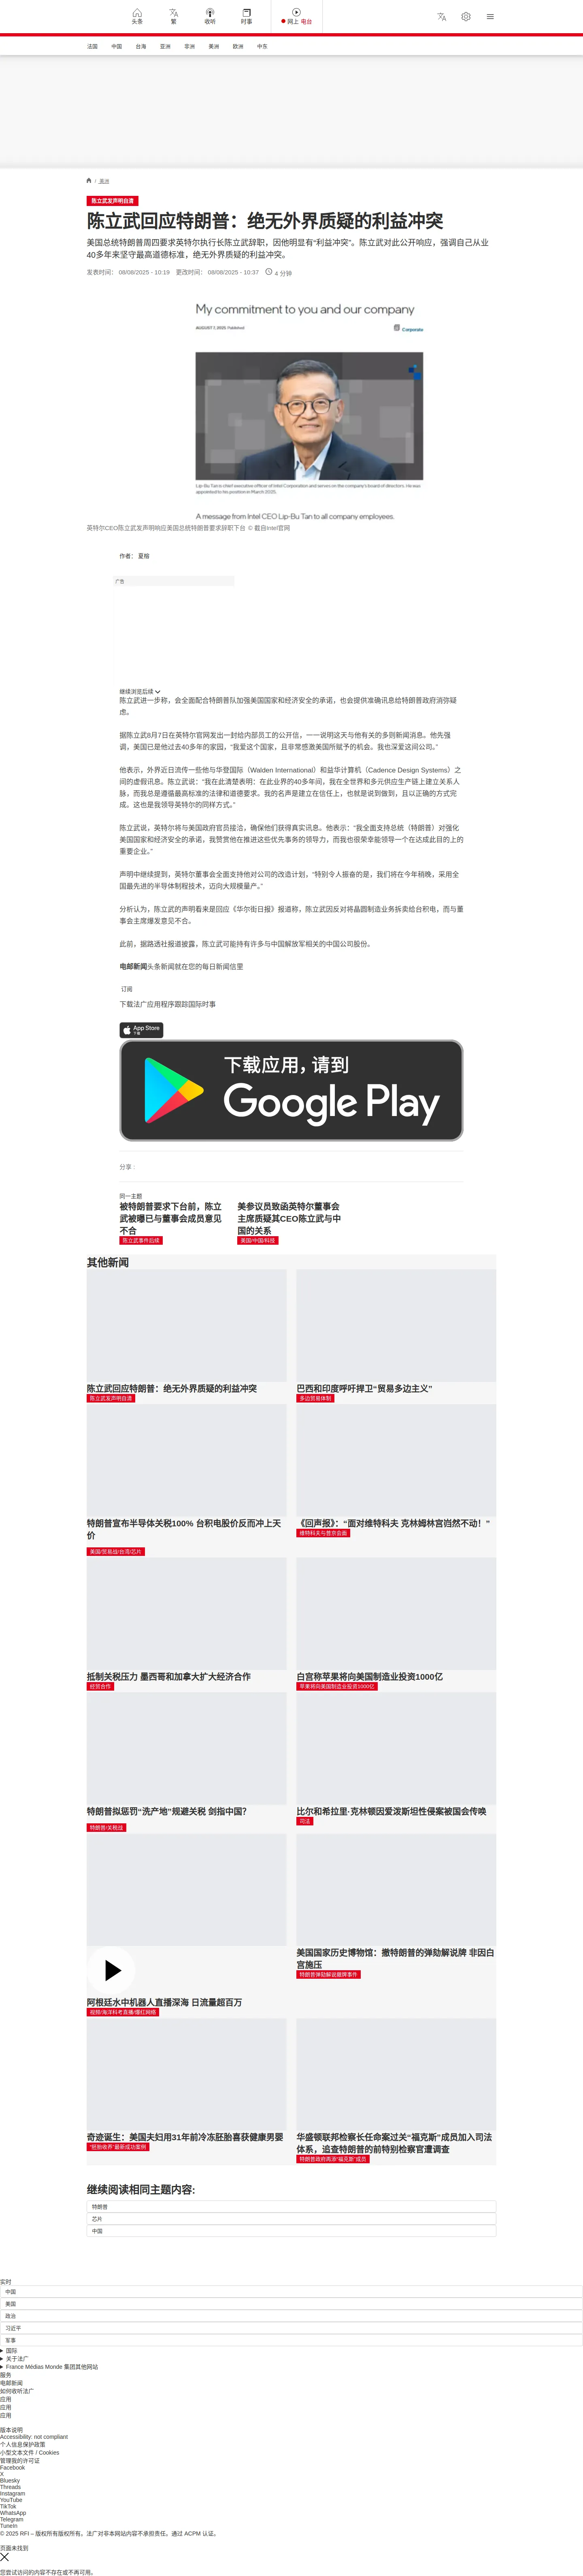 头条
繁
收听
时事
网上 电台
法国
中国
台海
亚洲
非洲
美洲
欧洲
中东
/ 美洲
陈立武发声明自清
陈立武回应特朗普：绝无外界质疑的利益冲突
美国总统特朗普周四要求英特尔执行长陈立武辞职，因他明显有“利益冲突”。陈立武对此公开响应，强调自己从业
40多年来坚守最高道德标准，绝无外界质疑的利益冲突。
发表时间： 08/08/2025 - 10:19 更改时间： 08/08/2025 - 10:37 4 分钟
My commitment to you and our company
AUGUST 7, 2025, Published
Corporate
Lip-Bu Tan is chief executive officer of Intel Corporation and serves on the company's board of directors. He was
appointed to his position in March 2025.
A message from Intel CEO Lip-Bu Tan to all company employees.
英特尔CEO陈立武发声明响应美国总统特朗普要求辞职下台 © 截自Intel官网
作者： 夏榕
广告
继续浏览后续
陈立武进一步称，会全面配合特朗普队加强美国国家和经济安全的承诺，也会提供准确讯息给特朗普政府消弥疑
虑。
据陈立武8月7日在英特尔官网发出一封给内部员工的公开信，一一说明这天与他有关的多则新闻消息。他先强
调，美国已是他过去40多年的家园，“我爱这个国家，且非常感激美国所赋予的机会。我也深爱这间公司。”
他表示，外界近日流传一些他与华登国际（Walden International）和益华计算机（Cadence Design Systems）之
间的虚假讯息。陈立武说：“我在此清楚表明：在此业界的40多年间，我在全世界和多元供应生产链上建立关系人
脉，而我总是遵循最高标准的法律和道德要求。我的名声是建立在信任上，也就是说到做到，且以正确的方式完
成。这也是我领导英特尔的同样方式。”
陈立武说，英特尔将与美国政府官员接洽，确保他们获得真实讯息。他表示：“我全面支持总统（特朗普）对强化
美国国家和经济安全的承诺，我赞赏他在推进这些优先事务的领导力，而我也很荣幸能领导一个在达成此目的上的
重要企业。”
声明中继续提到，英特尔董事会全面支持他对公司的改造计划，“特别令人振奋的是，我们将在今年稍晚，采用全
国最先进的半导体制程技术，迈向大规模量产。”
分析认为，陈立武的声明看来是回应《华尔街日报》报道称，陈立武因反对将晶圆制造业务拆卖给台积电，而与董
事会主席爆发意见不合。
此前，据路透社报道披露，陈立武可能持有许多与中国解放军相关的中国公司股份。
电邮新闻头条新闻就在您的每日新闻信里
订阅
下载法广应用程序跟踪国际时事
App Store
下载
下载应用，请到
Google Play
分享 :
同一主题
被特朗普要求下台前，陈立
武被曝已与董事会成员意见
不合
陈立武事件后续
美参议员致函英特尔董事会
主席质疑其CEO陈立武与中
国的关系
美国/中国/科技
其他新闻
陈立武回应特朗普：绝无外界质疑的利益冲突
陈立武发声明自清
巴西和印度呼吁捍卫“贸易多边主义”
多边贸易体制
特朗普宣布半导体关税100% 台积电股价反而冲上天
价
美国/贸易战/台湾/芯片
《回声报》：“面对维特科夫 克林姆林宫岿然不动！”
维特科夫与普京会面
抵制关税压力 墨西哥和加拿大扩大经济合作
经贸合作
白宫称苹果将向美国制造业投资1000亿
苹果将向美国制造业投资1000亿
特朗普拟惩罚“洗产地”规避关税 剑指中国？
特朗普/关税战
比尔和希拉里·克林顿因爱泼斯坦性侵案被国会传唤
司法
阿根廷水中机器人直播深海 日流量超百万
视频/海洋科考直播/爆红网络
美国国家历史博物馆：撤特朗普的弹劾解说牌 非因白
宫施压
特朗普弹劾解说撤牌事件
奇迹诞生：美国夫妇用31年前冷冻胚胎喜获健康男婴
“胚胎收养”最新成功案例
华盛顿联邦检察长任命案过关“福克斯”成员加入司法
体系，追查特朗普的前特别检察官遭调查
特朗普政府再添“福克斯”成员
继续阅读相同主题内容:
特朗普
芯片
中国
实时
中国
美国
政治
习近平
军事
国际
关于法广
France Médias Monde 集团其他网站
服务
电邮新闻
如何收听法广
应用
应用
应用
版本说明
Accessibility: not compliant
个人信息保护政策
小型文本文件 / Cookies
管理我的许可证
Facebook
X
Bluesky
Threads
Instagram
YouTube
TikTok
WhatsApp
Telegram
TuneIn
© 2025 RFI – 版权所有版权所有。法广对非本网站内容不承担责任。通过 ACPM 认证。
页面未找到
您尝试访问的内容不存在或不再可用。